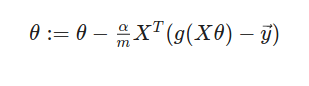 θ := θ − α/m X^T (g(Xθ) − y⃗)